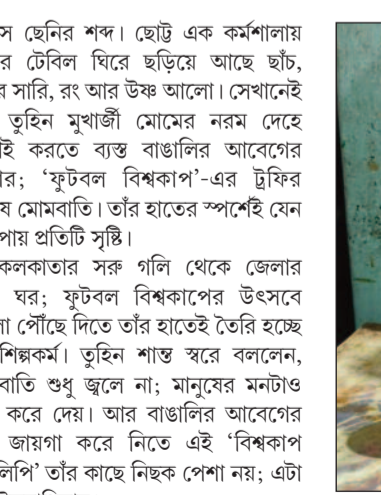 ছেনির শব্দ। ছোট্ট এক কর্মশালায়
টেবিল ঘিরে ছড়িয়ে আছে ছাঁচ,
সারি, রং আর উষ্ণ আলো। সেখানেই
তুহিন মুখার্জী মোমের নরম দেহে
করতে ব্যস্ত বাঙালির আবেগের
‘ফুটবল বিশ্বকাপ’-এর ট্রফির
মোমবাতি। তাঁর হাতের স্পর্শেই যেন
পায় প্রতিটি সৃষ্টি।
কলকাতার সরু গলি থেকে জেলার
ঘর; ফুটবল বিশ্বকাপের উৎসবে
পৌঁছে দিতে তাঁর হাতেই তৈরি হচ্ছে
শিল্পকর্ম। তুহিন শান্ত স্বরে বললেন,
শুধু জ্বলে না; মানুষের মনটাও
করে দেয়। আর বাঙালির আবেগের
জায়গা করে নিতে এই ‘বিশ্বকাপ
তাঁর কাছে নিছক পেশা নয়; এটা